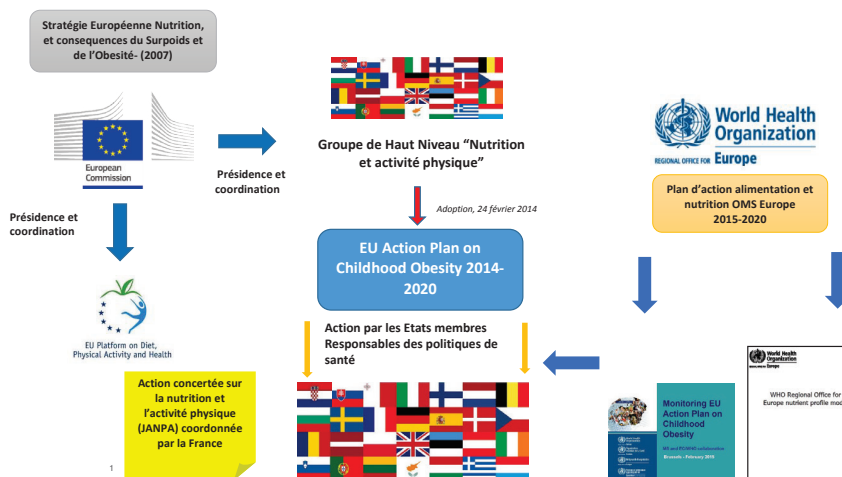 Stratégie Européenne Nutrition,
et consequences du Surpoids et
de l'Obesité- (2007)
European
Commission
Présidence et
coordination
Présidence et
coordination
EU Platform on Diet,
Physical Activity and Health
Action concertée sur
la nutrition et
l'activité physique
(JANPA) coordonnée
par la France
1
Groupe de Haut Niveau "Nutrition
et activité physique"
Adoption, 24 février 2014
EU Action Plan on
Childhood Obesity 2014-
2020
Action par les Etats membres
Responsables des politiques de
santé
World Health
Organization
REGIONAL OFFICE FOR Europe
Plan d'action alimentation et
nutrition OMS Europe
2015-2020
Monitoring EU
Action Plan on
Childhood
Obesity
Brussels - February 2015
World Health
Organization
Europe
WHO Regional Office for
Europe nutrient profile mod